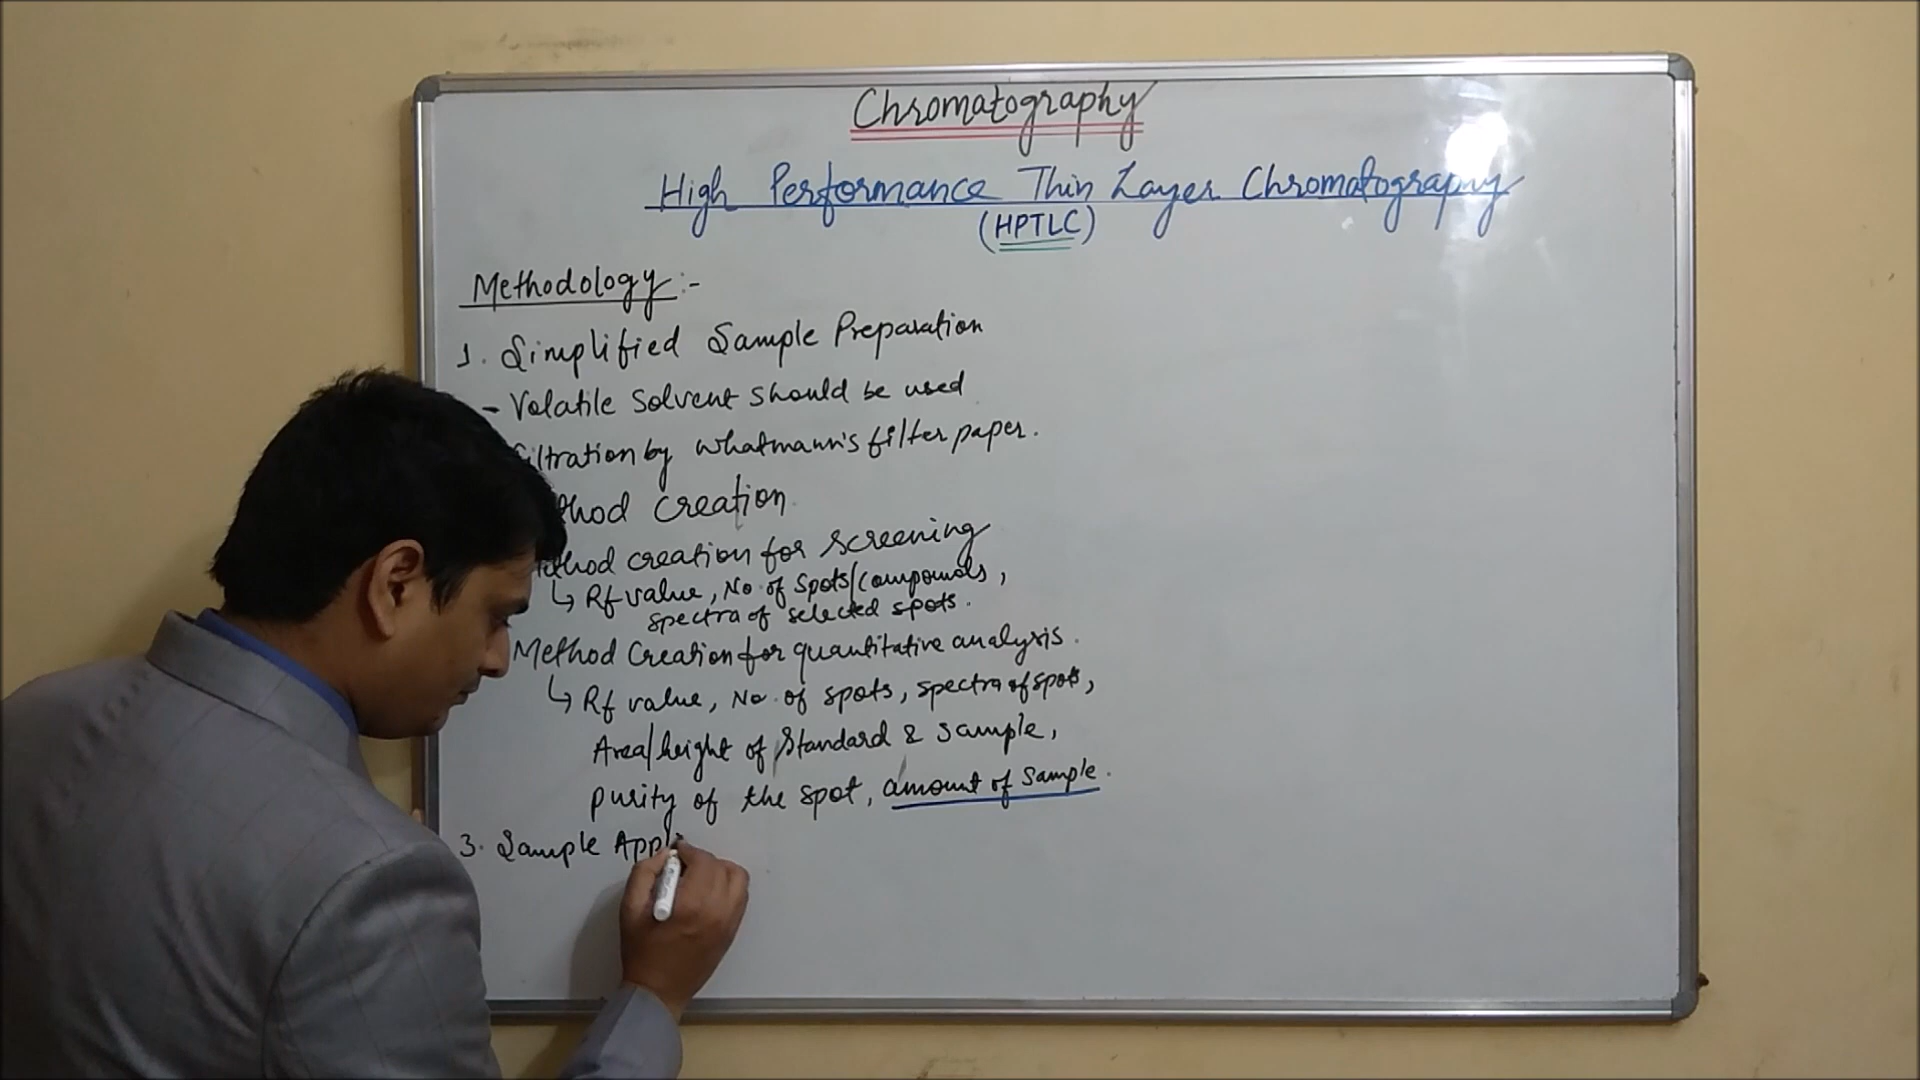 Chromatography
High Performance Thin Layer Chromatography
(HPTLC)
Methodology :-
1. Simplified Sample Preparation
- Volatile Solvent should be used
filtration by whatmann's filter paper.
thod Creation
thod creation for screening
↳ Rf value, No. of spots/compounds,
spectra of selected spots.
Method Creation for quantitative analysis.
↳ Rf value, No. of spots, spectra of spots,
Area/height of standard & sample,
purity of the spot, amount of sample.
3. Sample Appli